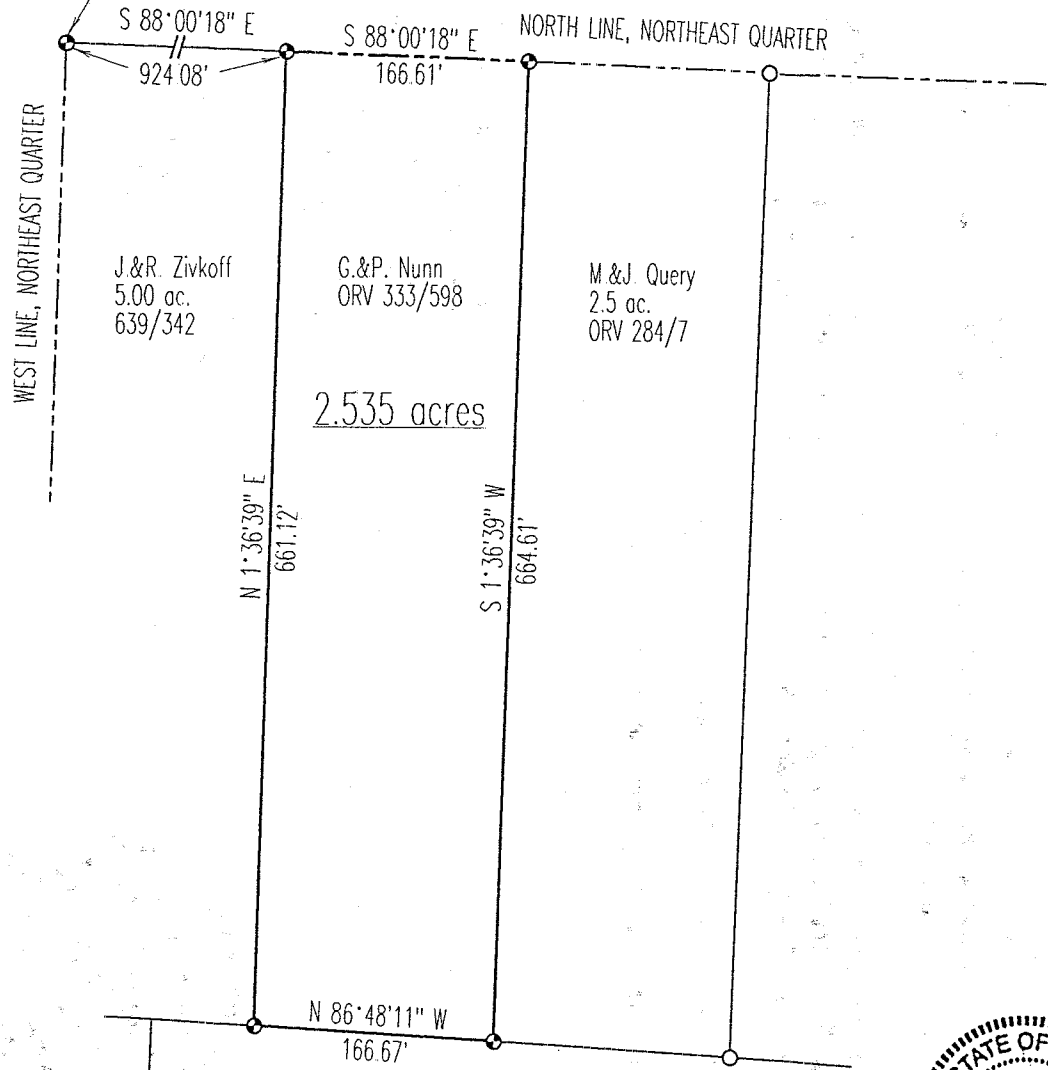 S 88°00'18" E
924.08'
S 88°00'18" E
166.61'
NORTH LINE, NORTHEAST QUARTER
WEST LINE, NORTHEAST QUARTER
J.&R. Zivkoff
5.00 ac.
639/342
G.&P. Nunn
ORV 333/598
M.&J. Query
2.5 ac.
ORV 284/7
2.535 acres
N 1°36'39" E
661.12'
S 1°36'39" W
664.61'
N 86°48'11" W
166.67'
STATE OF